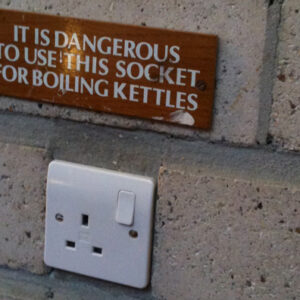 IT IS DANGEROUS
TO USE THIS SOCKET
FOR BOILING KETTLES